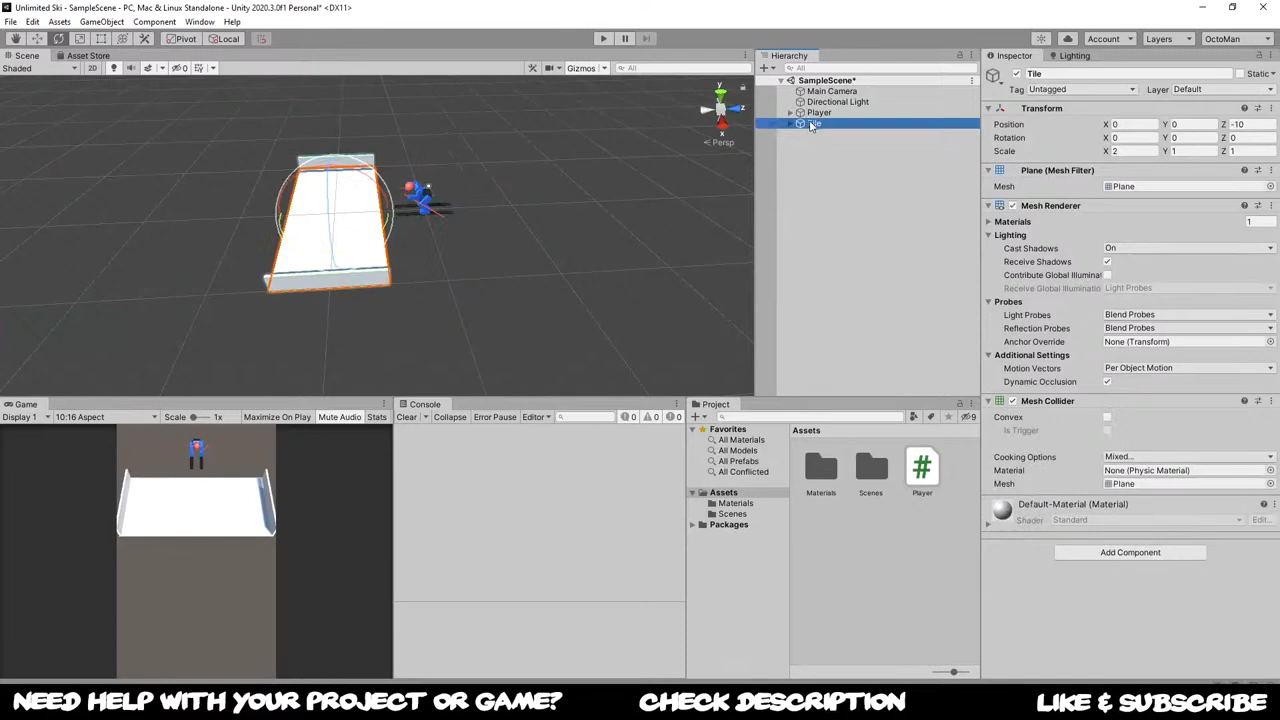 Unlimited Ski - SampleScene - PC, Mac & Linux Standalone - Unity 2020.3.0f1 Personal* <DX11>
File Edit Assets GameObject Component Window Help
Pivot Local Account Layers OctoMan
Scene Asset Store
Shaded 2D 0 Gizmos All
y z x
Persp
Hierarchy
All
SampleScene*
Main Camera
Directional Light
Player
Inspector Lighting
Tile Static
Tag Untagged Layer Default
Transform
Position X 0 Y 0 Z -10
Rotation X 0 Y 0 Z 0
Scale X 2 Y 1 Z 1
Plane (Mesh Filter)
Mesh Plane
Mesh Renderer
Materials 1
Lighting
Cast Shadows On
Receive Shadows
Contribute Global Illuminat
Receive Global Illuminatio Light Probes
Probes
Light Probes Blend Probes
Reflection Probes Blend Probes
Anchor Override None (Transform)
Additional Settings
Motion Vectors Per Object Motion
Dynamic Occlusion
Mesh Collider
Convex
Is Trigger
Cooking Options Mixed...
Material None (Physic Material)
Mesh Plane
Default-Material (Material)
Shader Standard Edit...
Add Component
Game
Display 1 10:16 Aspect Scale 1x Maximize On Play Mute Audio Stats
Console
Clear Collapse Error Pause Editor 0 0 0
Project
9
Favorites
All Materials
All Models
All Prefabs
All Conflicted
Assets
Materials
Scenes
Packages
Assets
Materials Scenes Player
NEED HELP WITH YOUR PROJECT OR GAME? CHECK DESCRIPTION LIKE & SUBSCRIBE